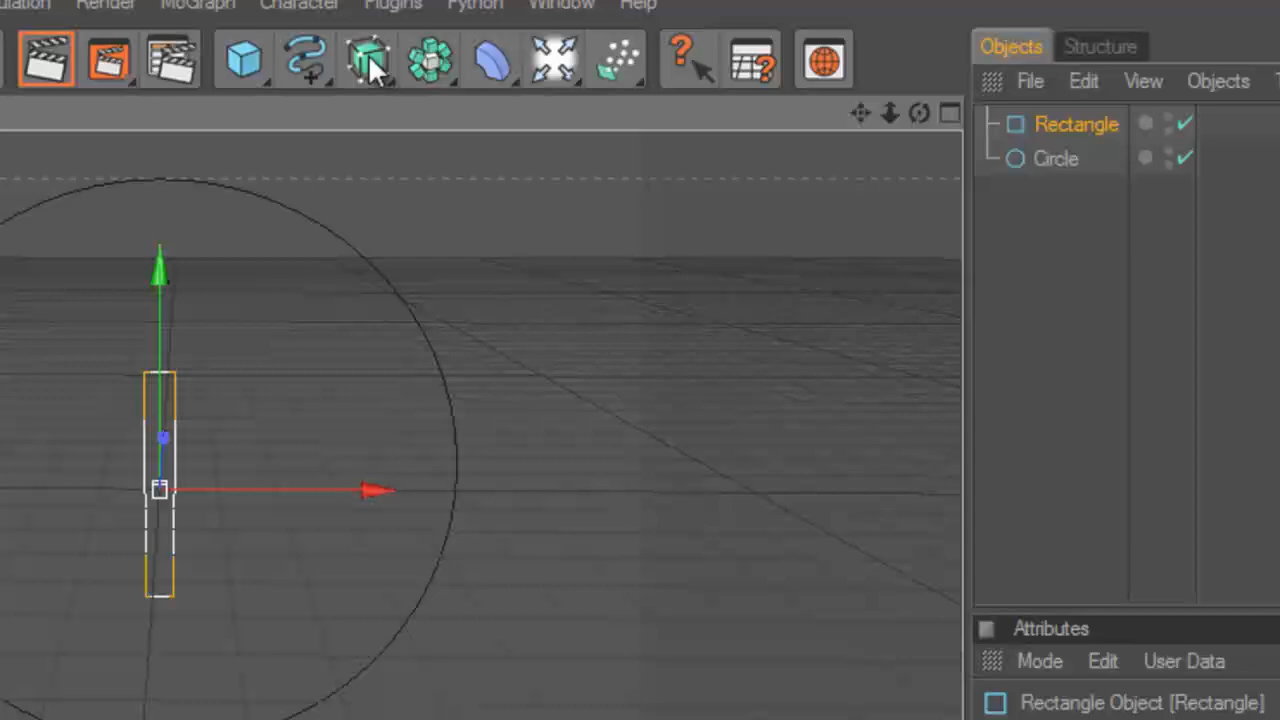 Render MoGraph Character Plugins Python Window Help
Objects Structure
File Edit View Objects
Rectangle
Circle
Attributes
Mode Edit User Data
Rectangle Object [Rectangle]